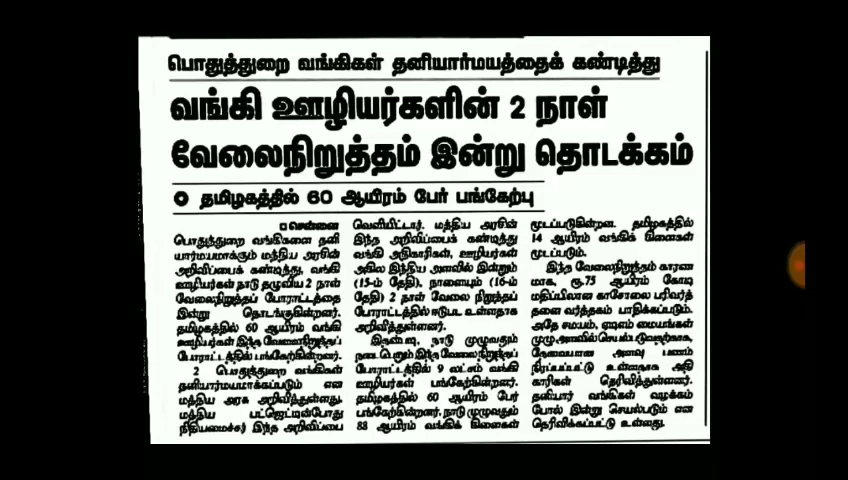 பொதுத்துறை வங்கிகள் தனியார்மயத்தைக் கண்டித்து
வங்கி ஊழியர்களின் 2 நாள்
வேலைநிறுத்தம் இன்று தொடக்கம்
தமிழகத்தில் 60 ஆயிரம் பேர் பங்கேற்பு
சென்னை
பொதுத்துறை வங்கிகளை தனி
யார்மயமாக்கும் மத்திய அரசின்
அறிவிப்பைக் கண்டித்து, வங்கி
ஊழியர்கள் நாடு தழுவிய 2 நாள்
வேலைநிறுத்தப் போராட்டத்தை
இன்று தொடங்குகின்றனர்.
தமிழகத்தில் 60 ஆயிரம் வங்கி
ஊழியர்கள் இந்த வேலைநிறுத்தப்
போராட்டத்தில் பங்கேற்கின்றனர்.
2 பொதுத்துறை வங்கிகள்
தனியார்மயமாக்கப்படும் என
மத்திய அரசு அறிவித்துள்ளது.
மத்திய பட்ஜெட்டின்போது
நிதியமைச்சர் இந்த அறிவிப்பை
வெளியிட்டார். மத்திய அரசின்
இந்த அறிவிப்பைக் கண்டித்து
வங்கி அதிகாரிகள், ஊழியர்கள்
அகில இந்திய அளவில் இன்றும்
(15-ம் தேதி), நாளையும் (16-ம்
தேதி) 2 நாள் வேலை நிறுத்தப்
போராட்டத்தில் ஈடுபட உள்ளதாக
அறிவித்துள்ளனர்.
நாடு முழுவதும்
நடைபெறும் இந்த வேலைநிறுத்தப்
போராட்டத்தில் 9 லட்சம் வங்கி
ஊழியர்கள் பங்கேற்கின்றனர்.
தமிழகத்தில் 60 ஆயிரம் பேர்
பங்கேற்கின்றனர். நாடு முழுவதும்
88 ஆயிரம் வங்கிக் கிளைகள்
மூடப்படுகின்றன. தமிழகத்தில்
14 ஆயிரம் வங்கிக் கிளைகள்
மூடப்படும்.
இந்த வேலைநிறுத்தம் காரண
மாக, ரூ.75 ஆயிரம் கோடி
மதிப்பிலான காசோலை பரிவர்த்
தனை வர்த்தகம் பாதிக்கப்படும்.
அதே சமயம், ஏடிஎம் மையங்கள்
முழு அளவில் செயல்படுவதற்காக,
தேவையான அளவு பணம்
நிரப்பப்பட்டு உள்ளதாக அதி
காரிகள் தெரிவித்துள்ளனர்.
தனியார் வங்கிகள் வழக்கம்
போல் இன்று செயல்படும் என
தெரிவிக்கப்பட்டு உள்ளது.